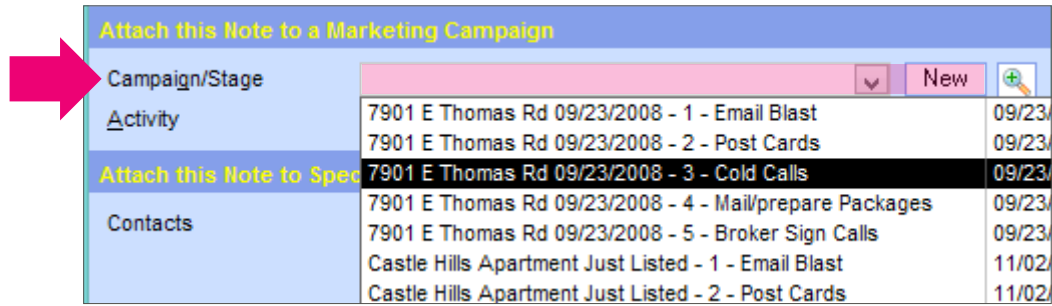 Attach this Note to a Marketing Campaign
Campaign/Stage New
Activity 7901 E Thomas Rd 09/23/2008 - 1 - Email Blast 09/23/
7901 E Thomas Rd 09/23/2008 - 2 - Post Cards 09/23/
Attach this Note to Spec 7901 E Thomas Rd 09/23/2008 - 3 - Cold Calls 09/23/
7901 E Thomas Rd 09/23/2008 - 4 - Mail/prepare Packages 09/23/
Contacts 7901 E Thomas Rd 09/23/2008 - 5 - Broker Sign Calls 09/23/
Castle Hills Apartment Just Listed - 1 - Email Blast 11/02/
Castle Hills Apartment Just Listed - 2 - Post Cards 11/02/